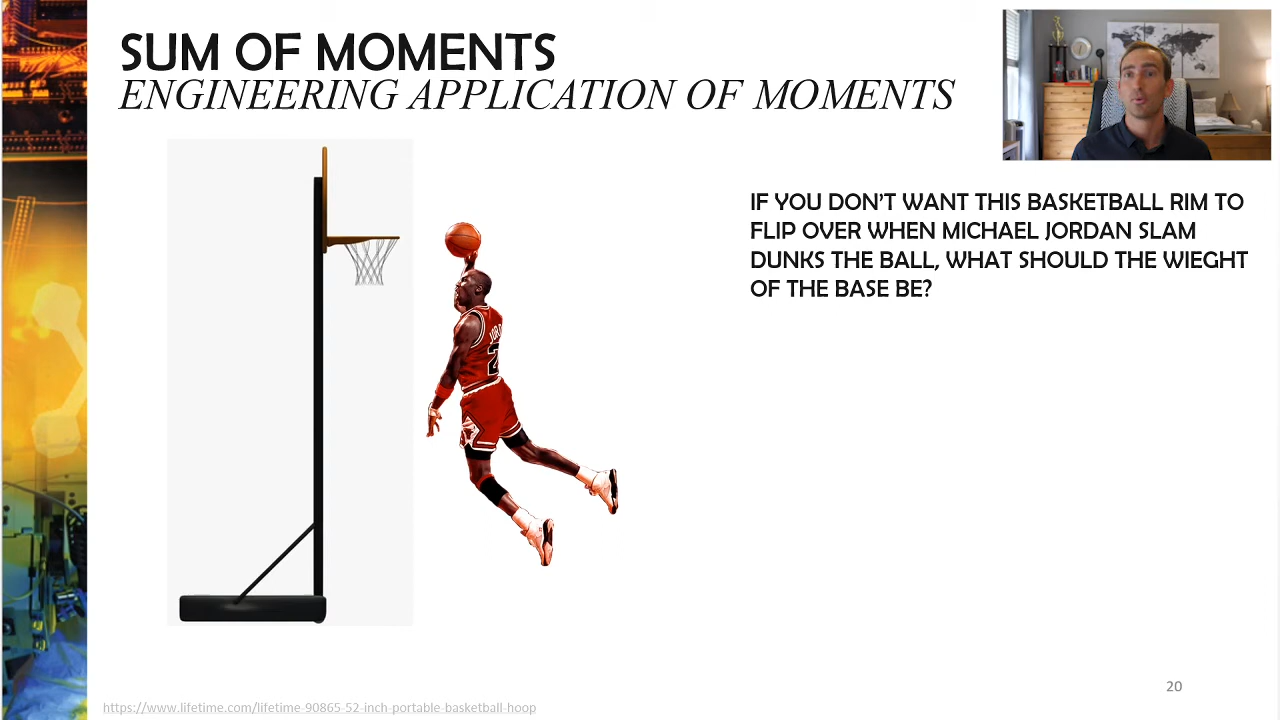 SUM OF MOMENTS
ENGINEERING APPLICATION OF MOMENTS
IF YOU DON'T WANT THIS BASKETBALL RIM TO
FLIP OVER WHEN MICHAEL JORDAN SLAM
DUNKS THE BALL, WHAT SHOULD THE WIEGHT
OF THE BASE BE?
JORDAN
2
20
https://www.lifetime.com/lifetime-90865-52-inch-portable-basketball-hoop